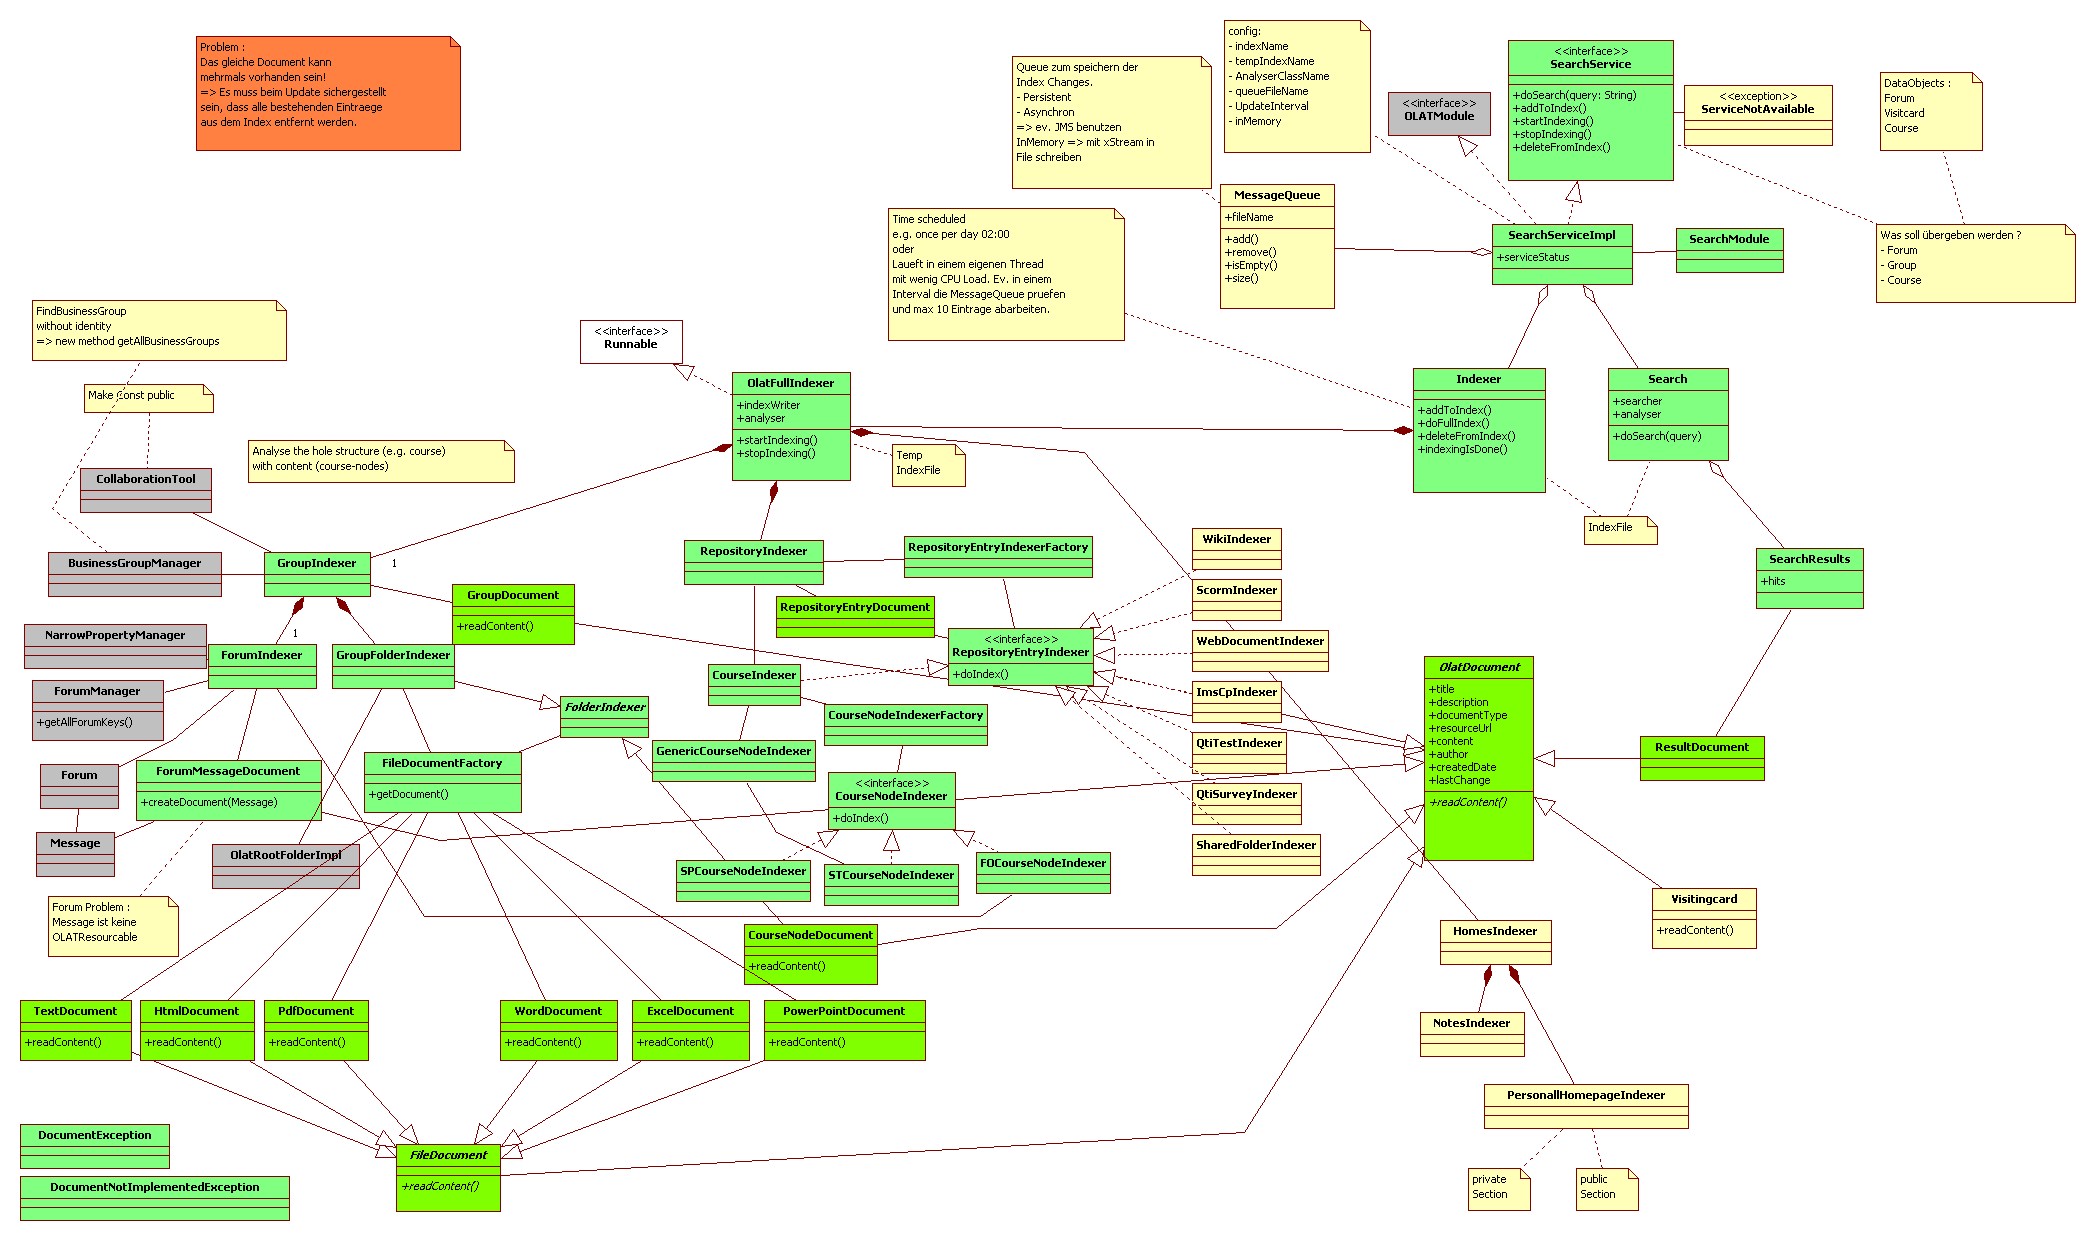 Problem :
Das gleiche Document kann
mehrmals vorhanden sein!
=> Es muss beim Update sichergestellt
sein, dass alle bestehenden Eintraege
aus dem Index entfernt werden.
Queue zum speichern der
Index Changes.
- Persistent
- Asynchron
=> ev. JMS benutzen
InMemory => mit xStream in
File schreiben
config:
- indexName
- tempIndexName
- AnalyserClassName
- queueFileName
- UpdateInterval
- inMemory
<<interface>>
OLATModule
<<interface>>
SearchService
+doSearch(query: String)
+addToIndex()
+startIndexing()
+stopIndexing()
+deleteFromIndex()
<<exception>>
ServiceNotAvailable
DataObjects :
Forum
Visitcard
Course
MessageQueue
+fileName
+add()
+remove()
+isEmpty()
+size()
SearchServiceImpl
+serviceStatus
SearchModule
Was soll übergeben werden ?
- Forum
- Group
- Course
Time scheduled
e.g. once per day 02:00
oder
Laueft in einem eigenen Thread
mit wenig CPU Load. Ev. in einem
Interval die MessageQueue pruefen
und max 10 Eintrage abarbeiten.
FindBusinessGroup
without identity
=> new method getAllBusinessGroups
Make Const public
<<interface>>
Runnable
OlatFullIndexer
+indexWriter
+analyser
+startIndexing()
+stopIndexing()
Indexer
+addToIndex()
+doFullIndex()
+deleteFromIndex()
+indexingIsDone()
Search
+searcher
+analyser
+doSearch(query)
Analyse the hole structure (e.g. course)
with content (course-nodes)
Temp
IndexFile
CollaborationTool
IndexFile
BusinessGroupManager
GroupIndexer
1
RepositoryIndexer
RepositoryEntryIndexerFactory
WikiIndexer
SearchResults
+hits
GroupDocument
+readContent()
RepositoryEntryDocument
ScormIndexer
NarrowPropertyManager
1
ForumIndexer
GroupFolderIndexer
<<interface>>
RepositoryEntryIndexer
+doIndex()
WebDocumentIndexer
OlatDocument
+title
+description
+documentType
+resourceUrl
+content
+author
+createdDate
+lastChange
+readContent()
ForumManager
+getAllForumKeys()
CourseIndexer
ImsCpIndexer
FolderIndexer
CourseNodeIndexerFactory
QtiTestIndexer
ResultDocument
GenericCourseNodeIndexer
Forum
ForumMessageDocument
+createDocument(Message)
FileDocumentFactory
+getDocument()
<<interface>>
CourseNodeIndexer
+doIndex()
QtiSurveyIndexer
Message
OlatRootFolderImpl
SharedFolderIndexer
SPCourseNodeIndexer
STCourseNodeIndexer
FOCourseNodeIndexer
Forum Problem :
Message ist keine
OLATResourcable
Visitingcard
+readContent()
CourseNodeDocument
+readContent()
HomesIndexer
TextDocument
+readContent()
HtmlDocument
+readContent()
PdfDocument
+readContent()
WordDocument
+readContent()
ExcelDocument
+readContent()
PowerPointDocument
+readContent()
NotesIndexer
PersonallHomepageIndexer
DocumentException
FileDocument
+readContent()
DocumentNotImplementedException
private
Section
public
Section